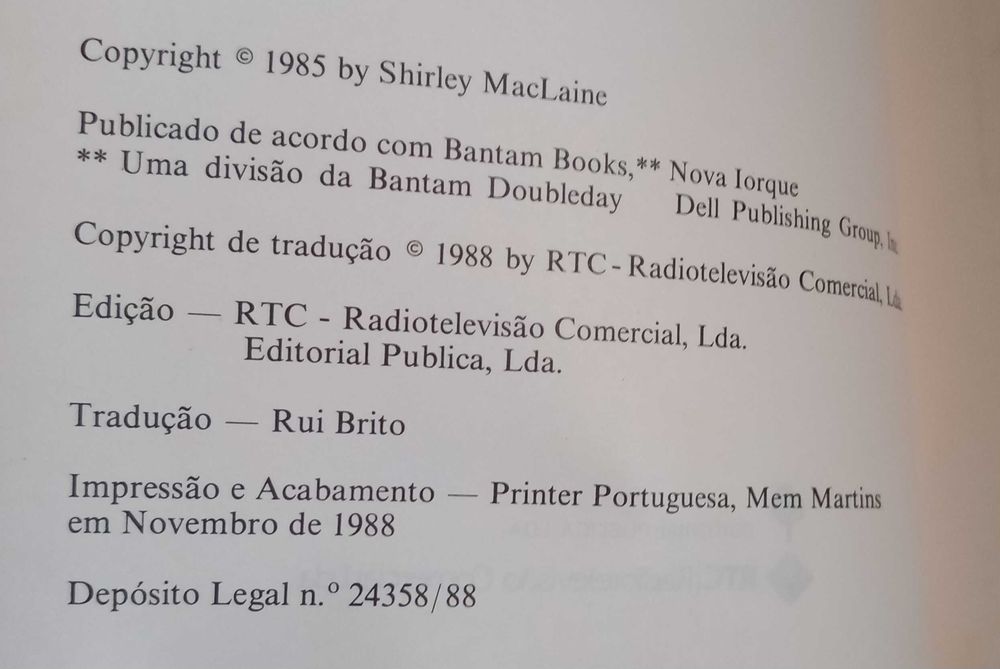 Copyright © 1985 by Shirley MacLaine
Publicado de acordo com Bantam Books,** Nova Iorque
** Uma divisão da Bantam Doubleday Dell Publishing Group, Inc
Copyright de tradução © 1988 by RTC - Radiotelevisão Comercial, Lda.
Edição — RTC - Radiotelevisão Comercial, Lda.
Editorial Publica, Lda.
Tradução — Rui Brito
Impressão e Acabamento — Printer Portuguesa, Mem Martins
em Novembro de 1988
Depósito Legal n.º 24358/88